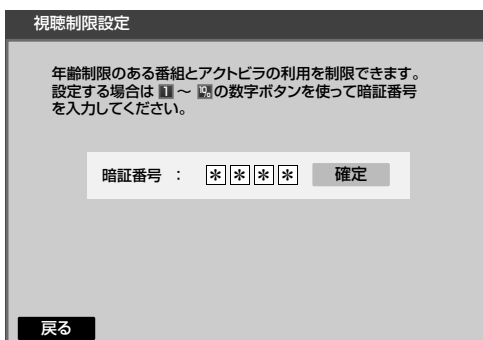 視聴制限設定
年齢制限のある番組とアクトビラの利用を制限できます。
設定する場合は 1 ～ 10 の数字ボタンを使って暗証番号
を入力してください。
暗証番号 ： ＊＊＊＊ 確定
戻る